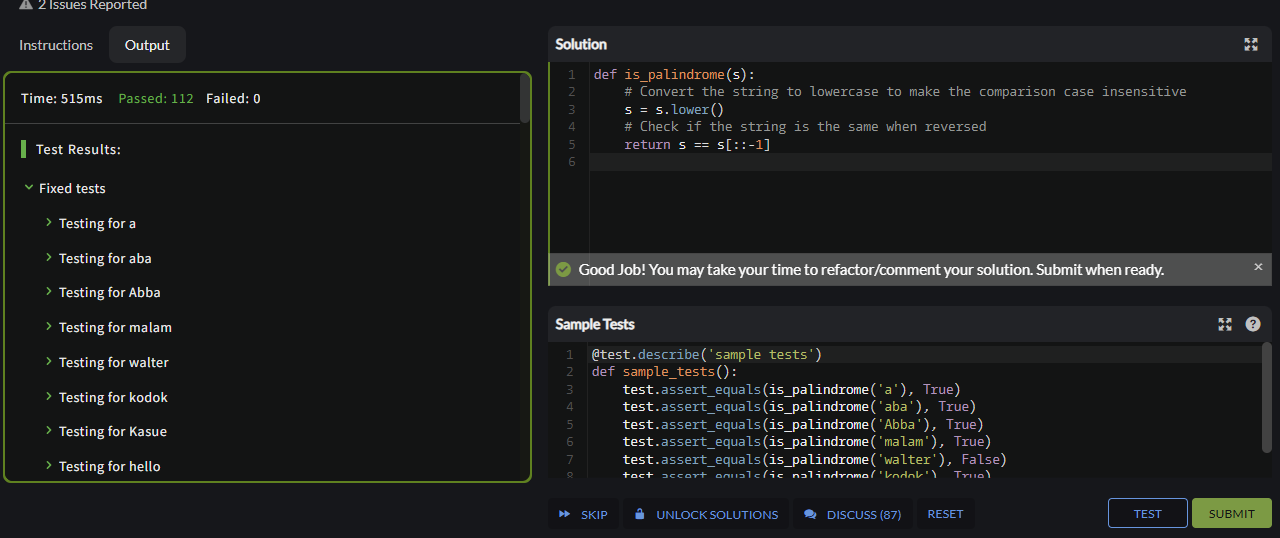 2 Issues Reported
Instructions
Output
Time: 515ms Passed: 112 Failed: 0
Test Results:
Fixed tests
Testing for a
Testing for aba
Testing for Abba
Testing for malam
Testing for walter
Testing for kodok
Testing for Kasue
Testing for hello
Solution
1 def is_palindrome(s):
2     # Convert the string to lowercase to make the comparison case insensitive
3     s = s.lower()
4     # Check if the string is the same when reversed
5     return s == s[::-1]
6
Good Job! You may take your time to refactor/comment your solution. Submit when ready.
Sample Tests
1 @test.describe('sample tests')
2 def sample_tests():
3     test.assert_equals(is_palindrome('a'), True)
4     test.assert_equals(is_palindrome('aba'), True)
5     test.assert_equals(is_palindrome('Abba'), True)
6     test.assert_equals(is_palindrome('malam'), True)
7     test.assert_equals(is_palindrome('walter'), False)
8     test.assert_equals(is_palindrome('kodok'), True)
SKIP
UNLOCK SOLUTIONS
DISCUSS (87)
RESET
TEST
SUBMIT